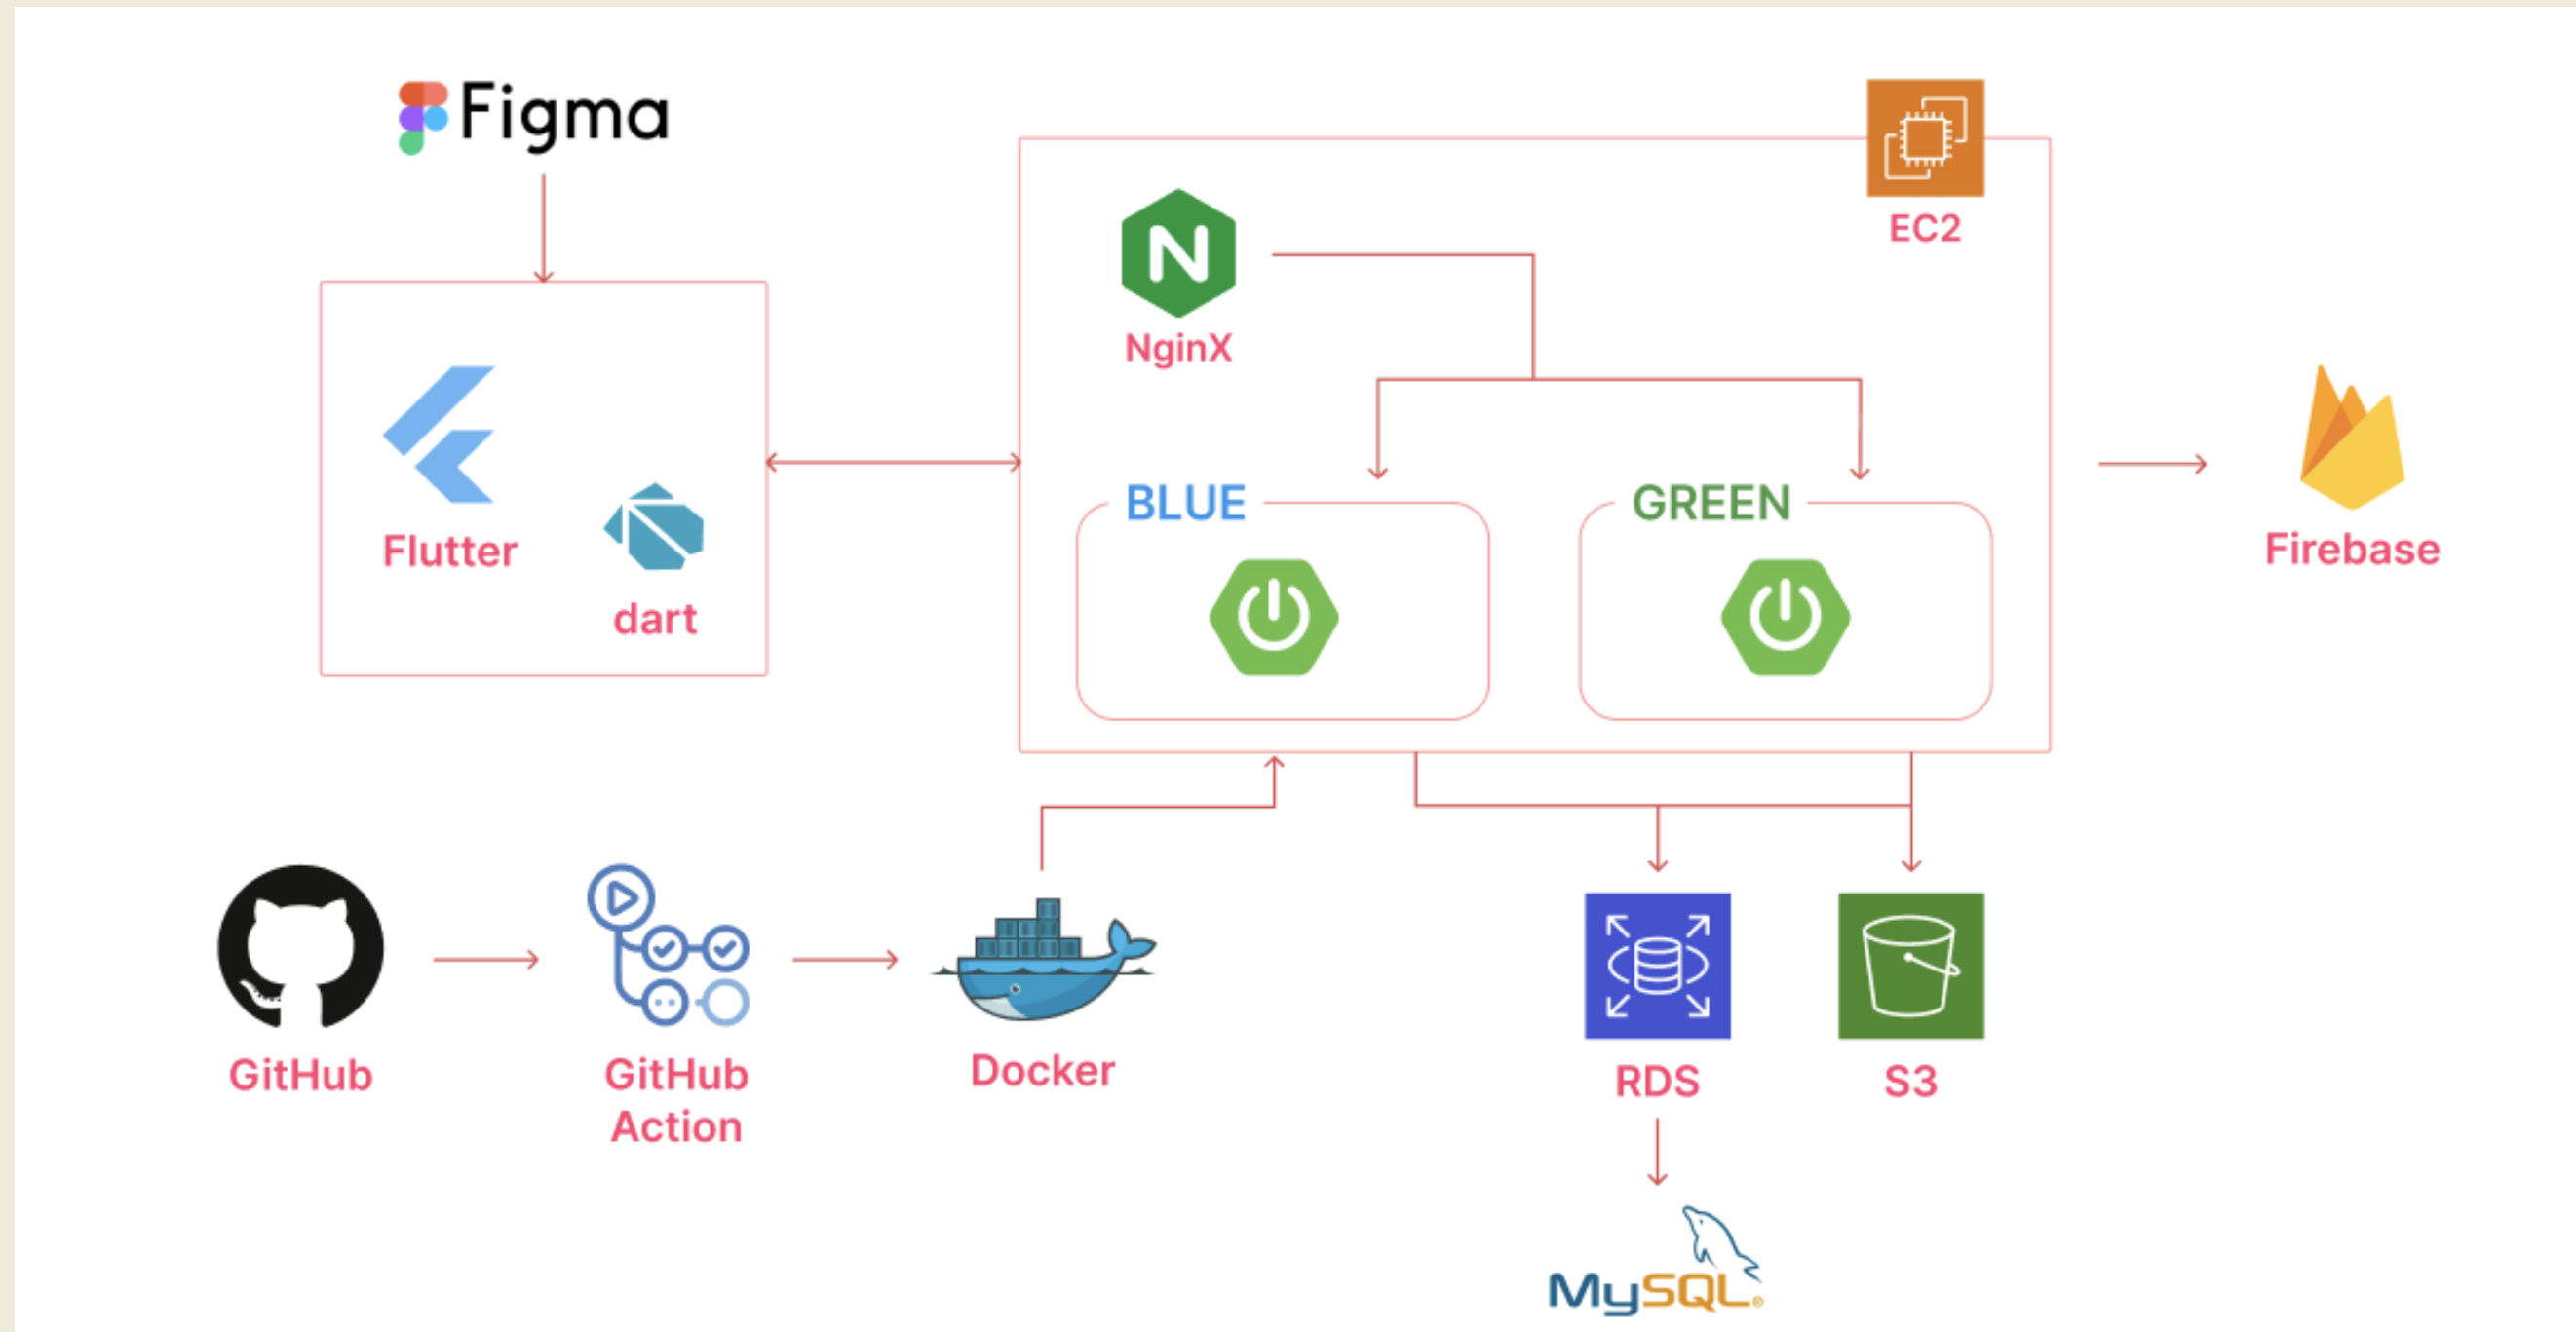 Figma
EC2
NginX
BLUE
GREEN
Flutter
dart
Firebase
GitHub
GitHub
Action
Docker
RDS
S3
MySQL®